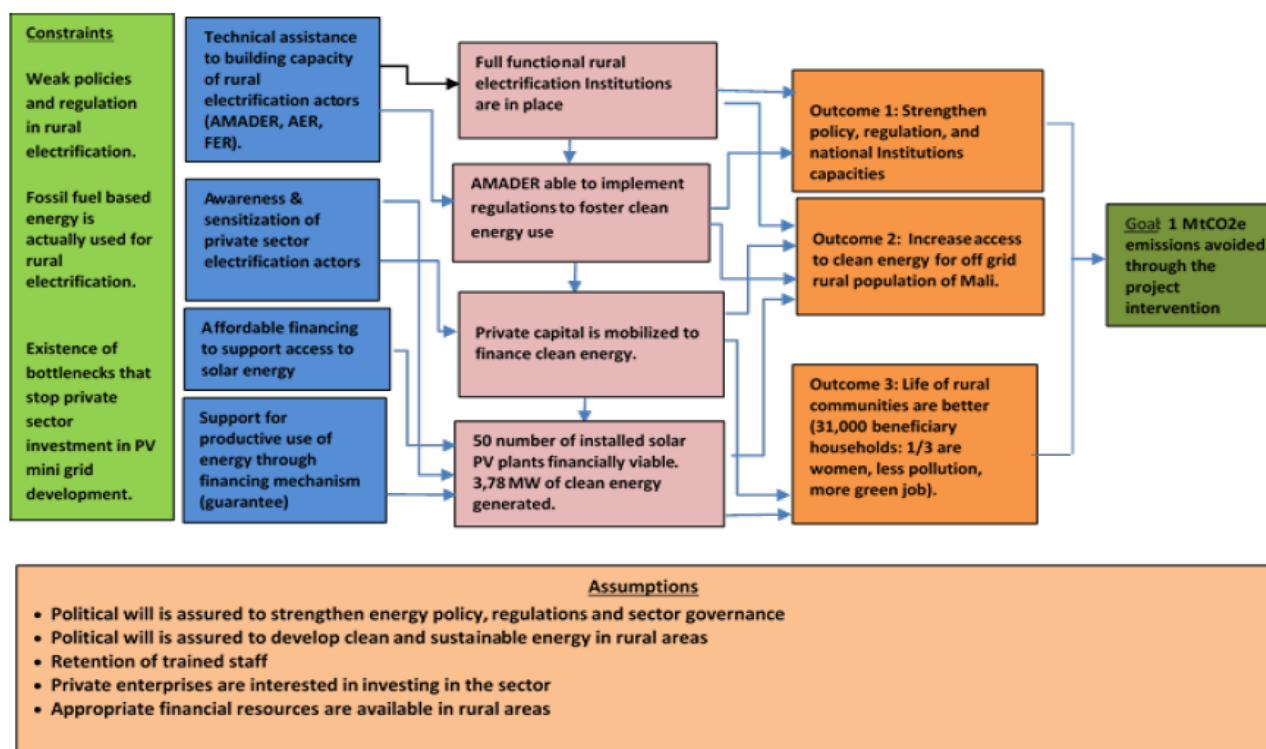 Constraints
Weak policies
and regulation
in rural
electrification.
Fossil fuel based
energy is
actually used for
rural
electrification.
Existence of
bottlenecks that
stop private
sector
investment in PV
mini grid
development.
Technical assistance
to building capacity
of rural
electrification actors
(AMADER, AER,
FER).
Awareness &
sensitization of
private sector
electrification actors
Affordable financing
to support access to
solar energy
Support for
productive use of
energy through
financing mechanism
(guarantee)
Full functional rural
electrification Institutions
are in place
AMADER able to implement
regulations to foster clean
energy use
Private capital is mobilized to
finance clean energy.
50 number of installed solar
PV plants financially viable.
3,78 MW of clean energy
generated.
Outcome 1: Strengthen
policy, regulation, and
national Institutions
capacities
Outcome 2: Increase access
to clean energy for off grid
rural population of Mali.
Outcome 3: Life of rural
communities are better
(31,000 beneficiary
households: 1/3 are
women, less pollution,
more green job).
Goal: 1 MtCO2e
emissions avoided
through the
project
intervention
Assumptions
• Political will is assured to strengthen energy policy, regulations and sector governance
• Political will is assured to develop clean and sustainable energy in rural areas
• Retention of trained staff
• Private enterprises are interested in investing in the sector
• Appropriate financial resources are available in rural areas